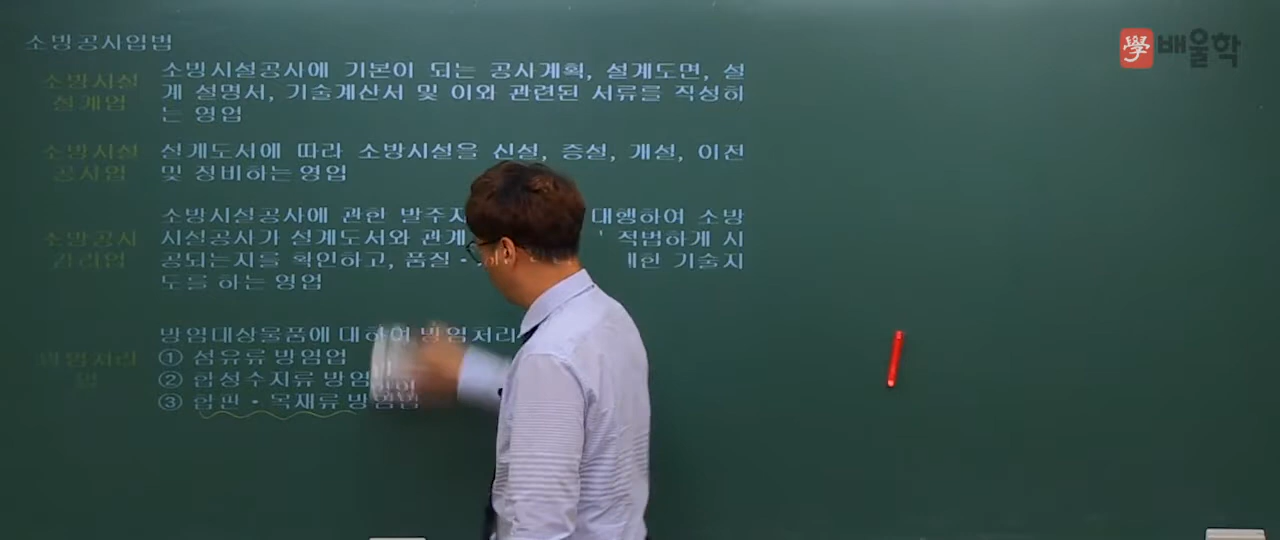 소방공사업법
學 배울학
소방시설
설계업
소방시설공사에 기본이 되는 공사계획, 설계도면, 설
계 설명서, 기술계산서 및 이와 관련된 서류를 작성하
는 영업
소방시설
공사업
설계도서에 따라 소방시설을 신설, 증설, 개설, 이전
및 정비하는 영업
소방공사
감리업
소방시설공사에 관한 발주자 대행하여 소방
시설공사가 설계도서와 관계 적법하게 시
공되는지를 확인하고, 품질 · 기술지
도를 하는 영업
방염처리
업
방염대상물품에 대하여 방염처리
① 섬유류 방염업
② 합성수지류 방염
③ 합판 · 목재류 방염업